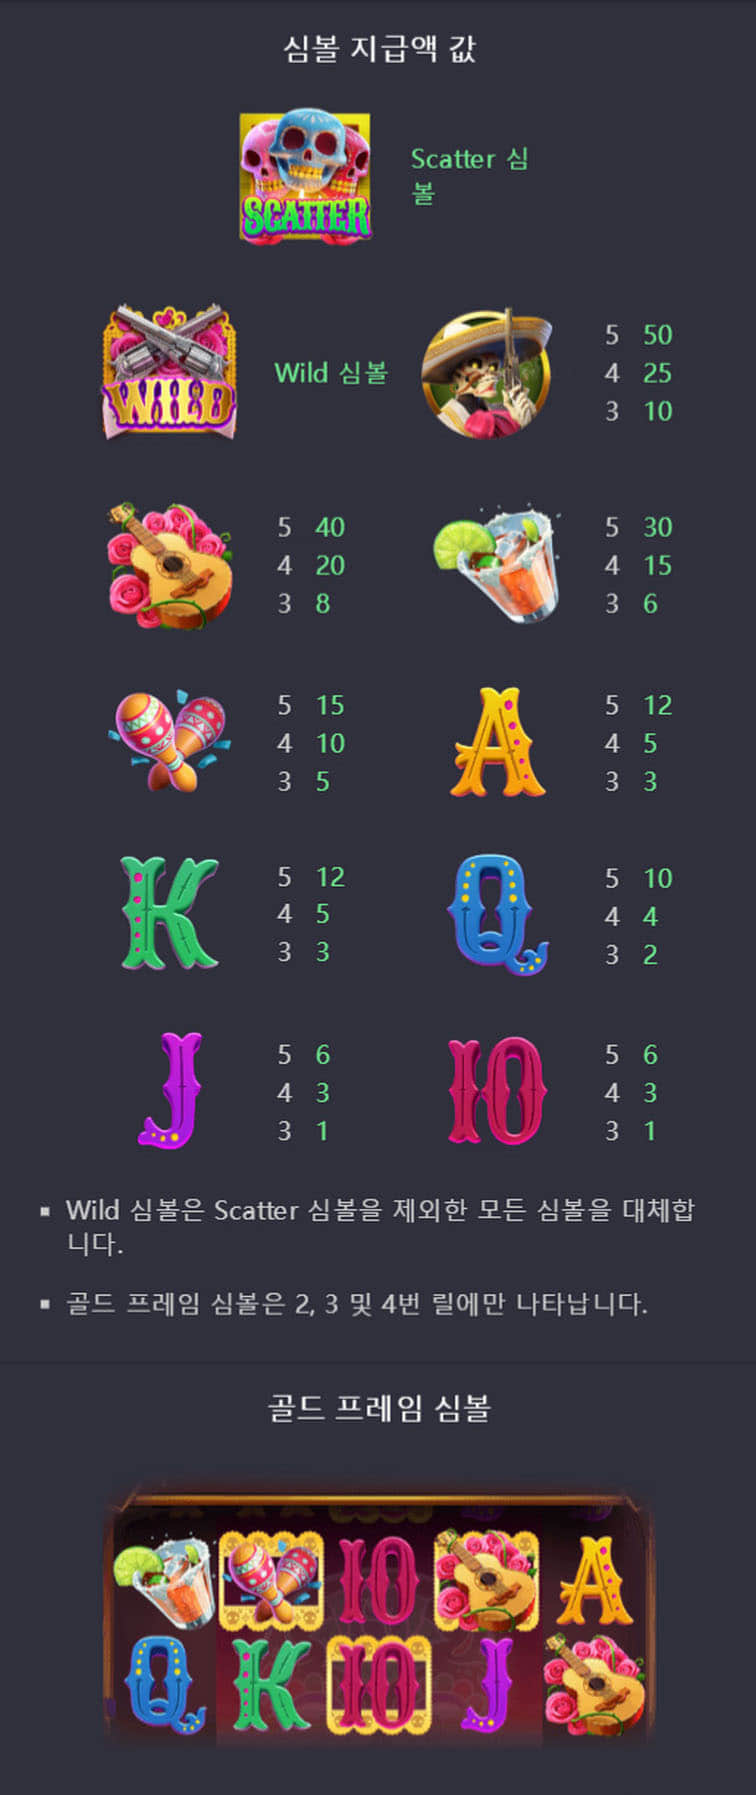 심볼 지급액 값
SCATTER
Scatter 심
볼
WILD
Wild 심볼
5 50
4 25
3 10
5 40
4 20
3 8
5 30
4 15
3 6
5 15
4 10
3 5
A
5 12
4 5
3 3
K
5 12
4 5
3 3
Q
5 10
4 4
3 2
J
5 6
4 3
3 1
10
5 6
4 3
3 1
▪ Wild 심볼은 Scatter 심볼을 제외한 모든 심볼을 대체합
니다.
▪ 골드 프레임 심볼은 2, 3 및 4번 릴에만 나타납니다.
골드 프레임 심볼
10 A
Q K 10 J